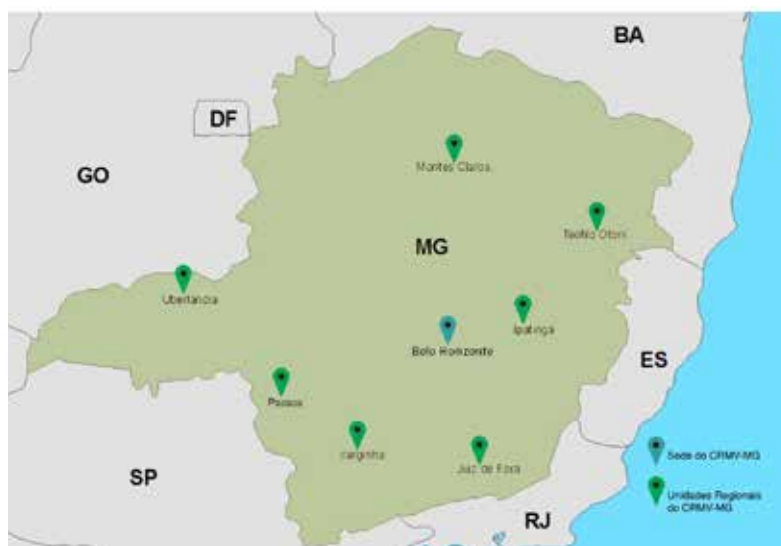 BA
DF
GO
Montes Claros
Teófilo Otoni
MG
Uberlância
Ipatinga
Belo Horizonte
ES
Passos
Varginha
Juiz de Fora
Sede do CRMV-MG
SP
Unidades Regionais
do CRMV-MG
RJ